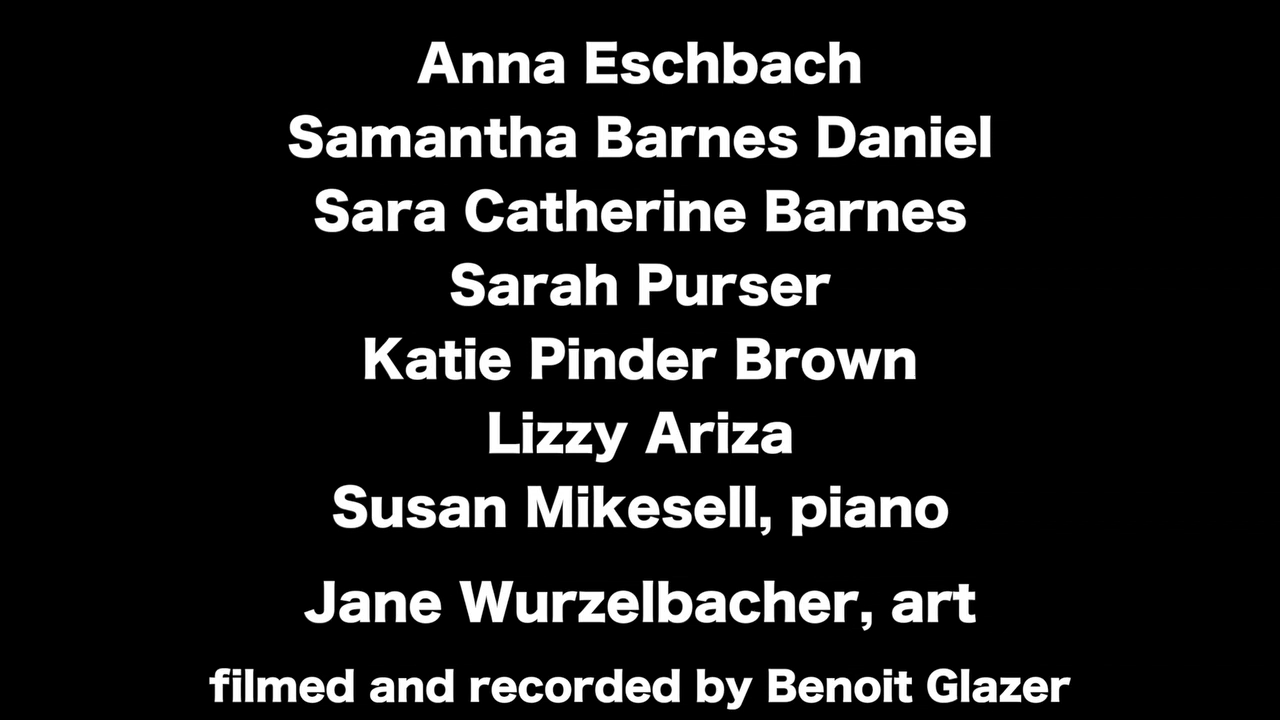 Anna Eschbach
Samantha Barnes Daniel
Sara Catherine Barnes
Sarah Purser
Katie Pinder Brown
Lizzy Ariza
Susan Mikesell, piano
Jane Wurzelbacher, art
filmed and recorded by Benoit Glazer